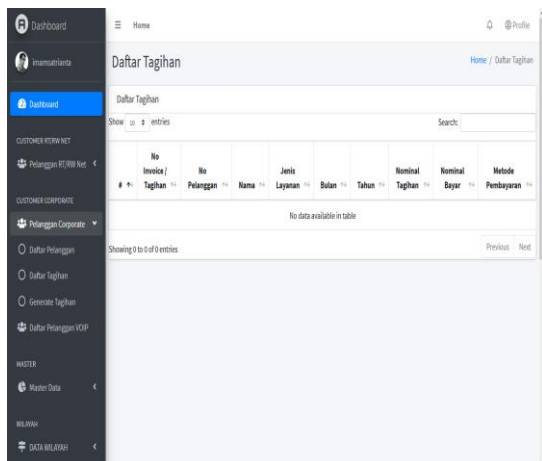 Dashboard
imamsatrianta
Dashboard
CUSTOMER RT/RW NET
Pelanggan RT/RW Net
CUSTOMER CORPORATE
Pelanggan Corporate
Daftar Pelanggan
Daftar Tagihan
Generate Tagihan
Daftar Pelanggan VOIP
MASTER
Master Data
WILAYAH
DATA WILAYAH
Home
Profile
Daftar Tagihan
Home / Daftar Tagihan
Daftar Tagihan
Show 10 entries
Search:
# No Invoice / Tagihan No Pelanggan Nama Jenis Layanan Bulan Tahun Nominal Tagihan Nominal Bayar Metode Pembayaran
No data available in table
Showing 0 to 0 of 0 entries
Previous Next